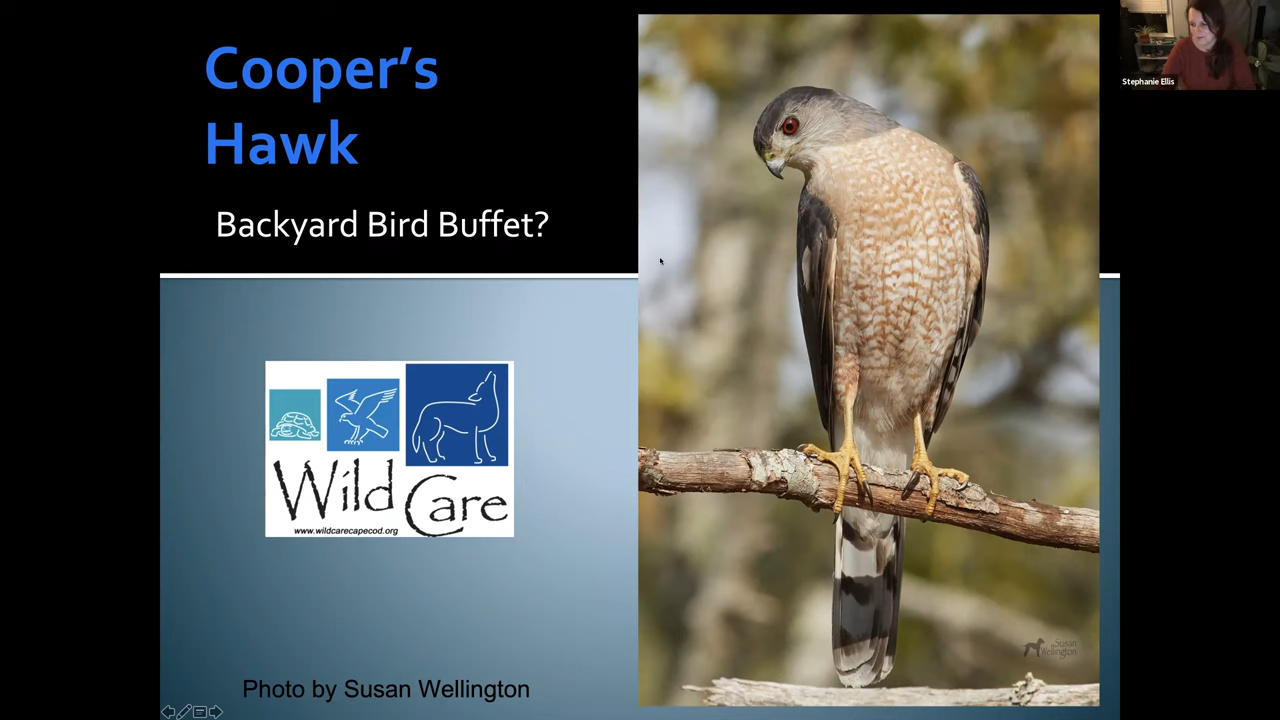 Cooper's
Hawk
Backyard Bird Buffet?
Wild Care
www.wildcarecapecod.org
Photo by Susan Wellington
Susan
Wellington
Stephanie Ellis